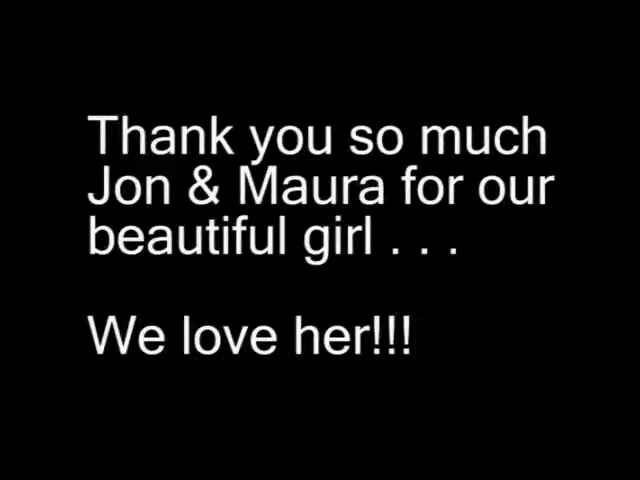 Thank you so much
Jon & Maura for our
beautiful girl . . .
We love her!!!